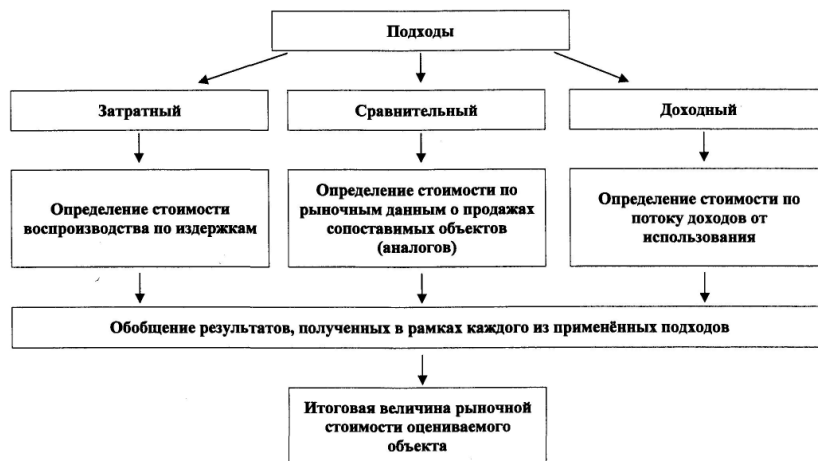 Подходы
Затратный
Сравнительный
Доходный
Определение стоимости
воспроизводства по издержкам
Определение стоимости по
рыночным данным о продажах
сопоставимых объектов
(аналогов)
Определение стоимости по
потоку доходов от
использования
Обобщение результатов, полученных в рамках каждого из применённых подходов
Итоговая величина рыночной
стоимости оцениваемого
объекта